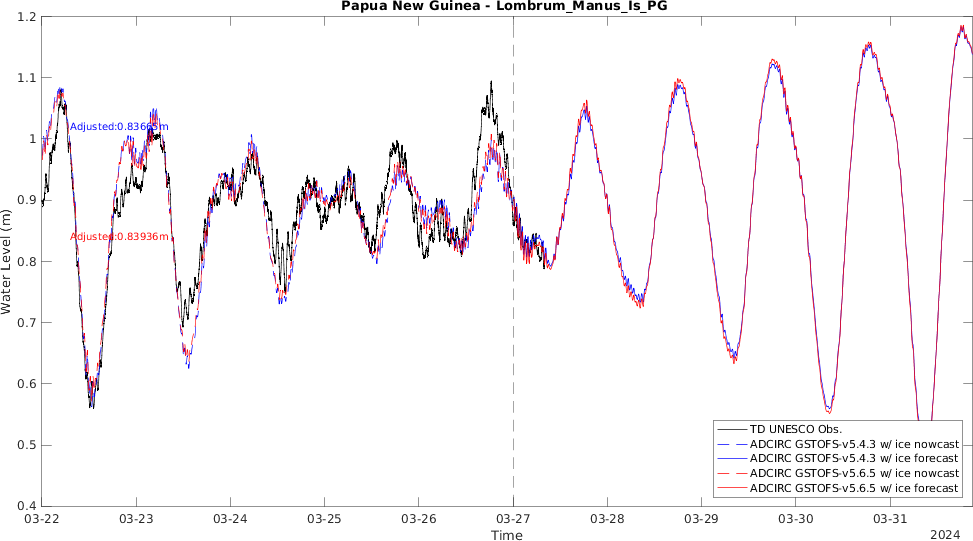 Papua New Guinea - Lombrum_Manus_Is_PG
1.2
1.1
1
0.9
0.8
0.7
0.6
0.5
0.4
Water Level (m)
Adjusted:0.83665m
Adjusted:0.83936m
TD UNESCO Obs.
ADCIRC GSTOFS-v5.4.3 w/ ice nowcast
ADCIRC GSTOFS-v5.4.3 w/ ice forecast
ADCIRC GSTOFS-v5.6.5 w/ ice nowcast
ADCIRC GSTOFS-v5.6.5 w/ ice forecast
03-22 03-23 03-24 03-25 03-26 03-27 03-28 03-29 03-30 03-31
Time
2024